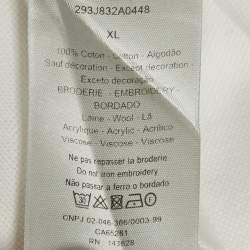 293J832A0448
XL
100% Coton - Cotton - Algodão
Sauf décoration - Except decoration -
Exceto decoração
BRODERIE - EMBROIDERY -
BORDADO
Laine - Wool - Lã
Acrylique - Acrylic - Acrílico
Viscose - Viscose - Viscose
Ne pas repasser la broderie
Do not iron embroidery
Não passar a ferro o bordado
CNPJ 02-046-366/0003-99
CA65261
RN : 143628